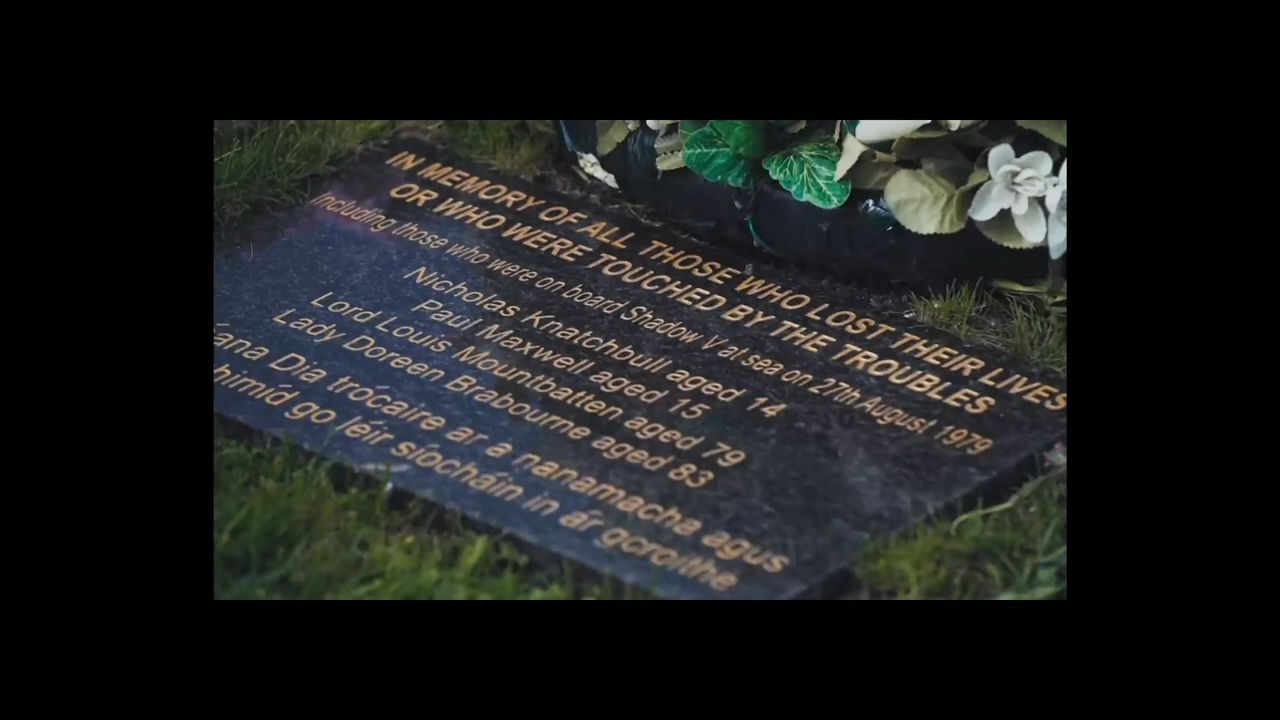 IN MEMORY OF ALL THOSE WHO LOST THEIR LIVES
OR WHO WERE TOUCHED BY THE TROUBLES
Including those who were on board Shadow V at sea on 27th August 1979
Nicholas Knatchbull aged 14
Paul Maxwell aged 15
Lord Louis Mountbatten aged 79
Lady Doreen Brabourne aged 83
Dia trócaire ar a nanamacha agus
go léir síocháin in ár gcroithe